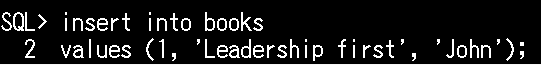 SQL> insert into books
2 values (1, 'Leadership first', 'John');